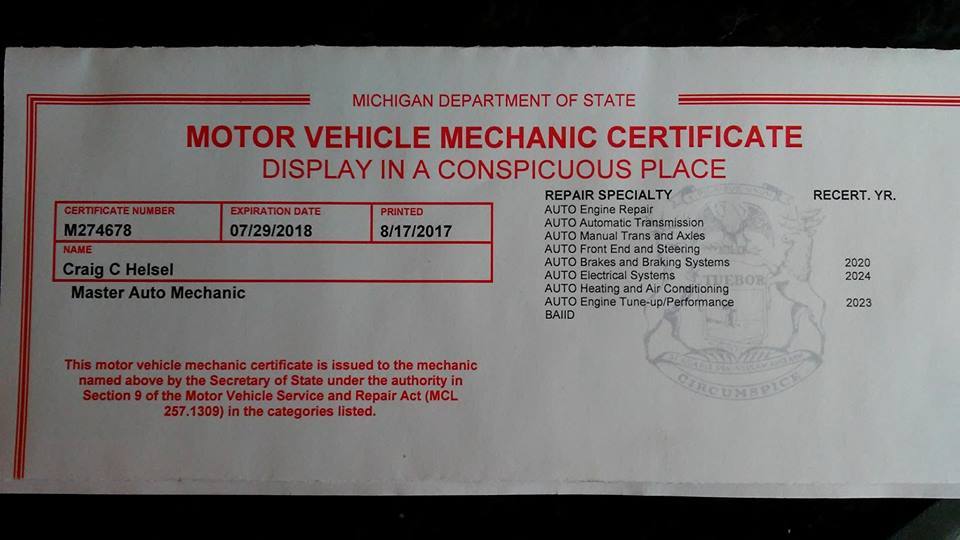 MICHIGAN DEPARTMENT OF STATE
MOTOR VEHICLE MECHANIC CERTIFICATE
DISPLAY IN A CONSPICUOUS PLACE
CERTIFICATE NUMBER EXPIRATION DATE PRINTED
M274678 07/29/2018 8/17/2017
NAME
Craig C Helsel
Master Auto Mechanic
This motor vehicle mechanic certificate is issued to the mechanic
named above by the Secretary of State under the authority in
Section 9 of the Motor Vehicle Service and Repair Act (MCL
257.1309) in the categories listed.
REPAIR SPECIALTY RECERT. YR.
AUTO Engine Repair
AUTO Automatic Transmission
AUTO Manual Trans and Axles
AUTO Front End and Steering
AUTO Brakes and Braking Systems 2020
AUTO Electrical Systems 2024
AUTO Heating and Air Conditioning
AUTO Engine Tune-up/Performance 2023
BAIID
TUEBOR
CIRCUMSPICE